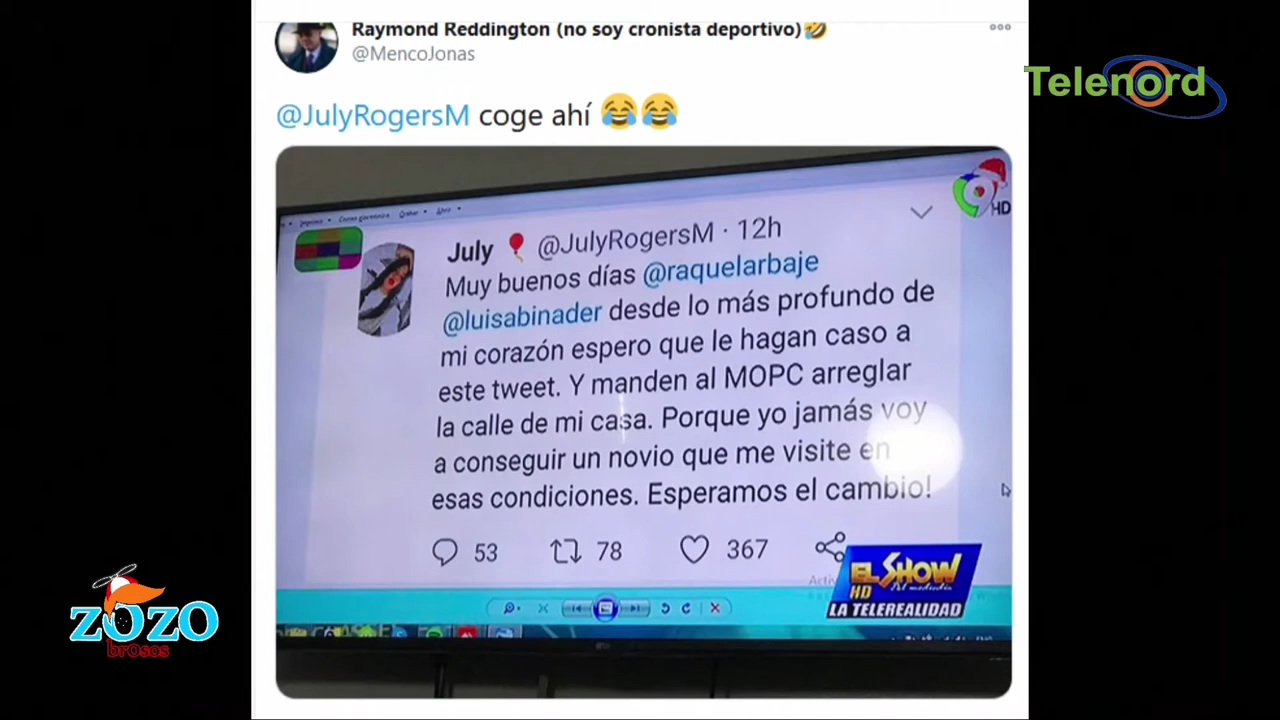 Raymond Reddington (no soy cronista deportivo)🤣
@MencoJonas
Telenord
@JulyRogersM coge ahí 😂😂
9
HD
July 🎈 @JulyRogersM · 12h
Muy buenos días @raquelarbaje
@luisabinader desde lo más profundo de
mi corazón espero que le hagan caso a
este tweet. Y manden al MOPC arreglar
la calle de mi casa. Porque yo jamás voy
a conseguir un novio que me visite en
esas condiciones. Esperamos el cambio!
53 78 367
Activ
EL SHOW
Del mediodía
HD
LA TELEREALIDAD
zozo
brosos